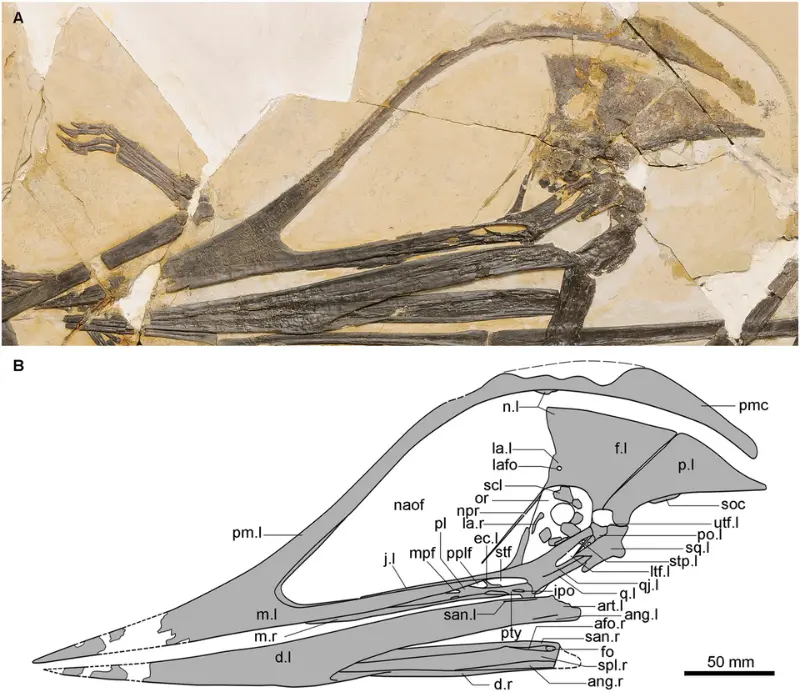 A
B
n.l
pmc
la.l
f.l
lafo
p.l
scl
or
soc
naof
npr
la.r
utf.l
pm.l
pl
ec.l
po.l
mpf
pplf
stf
sq.l
stp.l
j.l
ltf.l
qj.l
m.l
ipo
q.l
san.l
art.l
m.r
pty
ang.l
afo.r
d.l
san.r
fo
spl.r
d.r
ang.r
50 mm